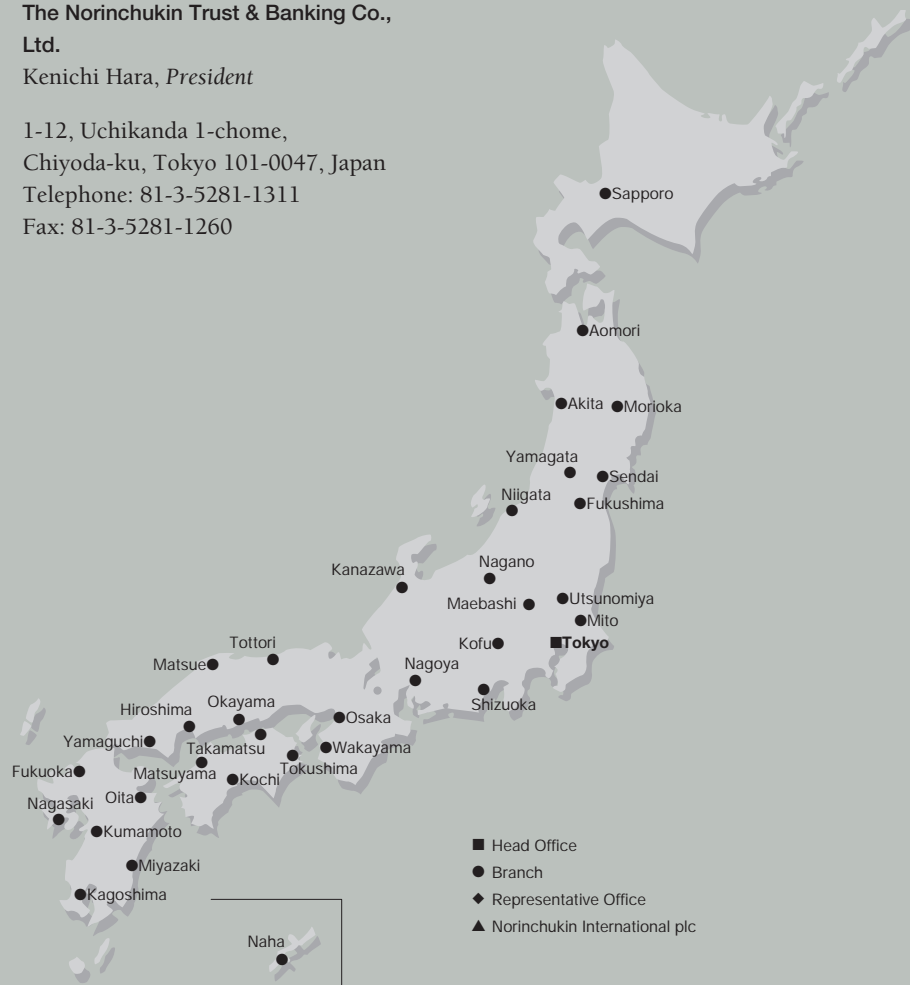 The Norinchukin Trust & Banking Co.,
Ltd.
Kenichi Hara, President
1-12, Uchikanda 1-chome,
Chiyoda-ku, Tokyo 101-0047, Japan
Telephone: 81-3-5281-1311
Fax: 81-3-5281-1260
Sapporo
Aomori
Akita
Morioka
Yamagata
Sendai
Niigata
Fukushima
Nagano
Kanazawa
Utsunomiya
Maebashi
Mito
Tottori
Kofu
Tokyo
Matsue
Nagoya
Shizuoka
Okayama
Hiroshima
Osaka
Yamaguchi
Takamatsu
Wakayama
Fukuoka
Matsuyama
Tokushima
Kochi
Nagasaki
Oita
Kumamoto
Miyazaki
Kagoshima
Naha
Head Office
Branch
Representative Office
Norinchukin International plc